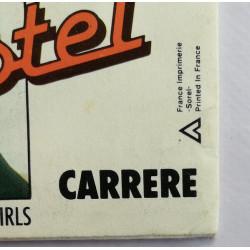 otel
France Imprimerie
-Sorel-
Printed In France
CARRERE
IRLS